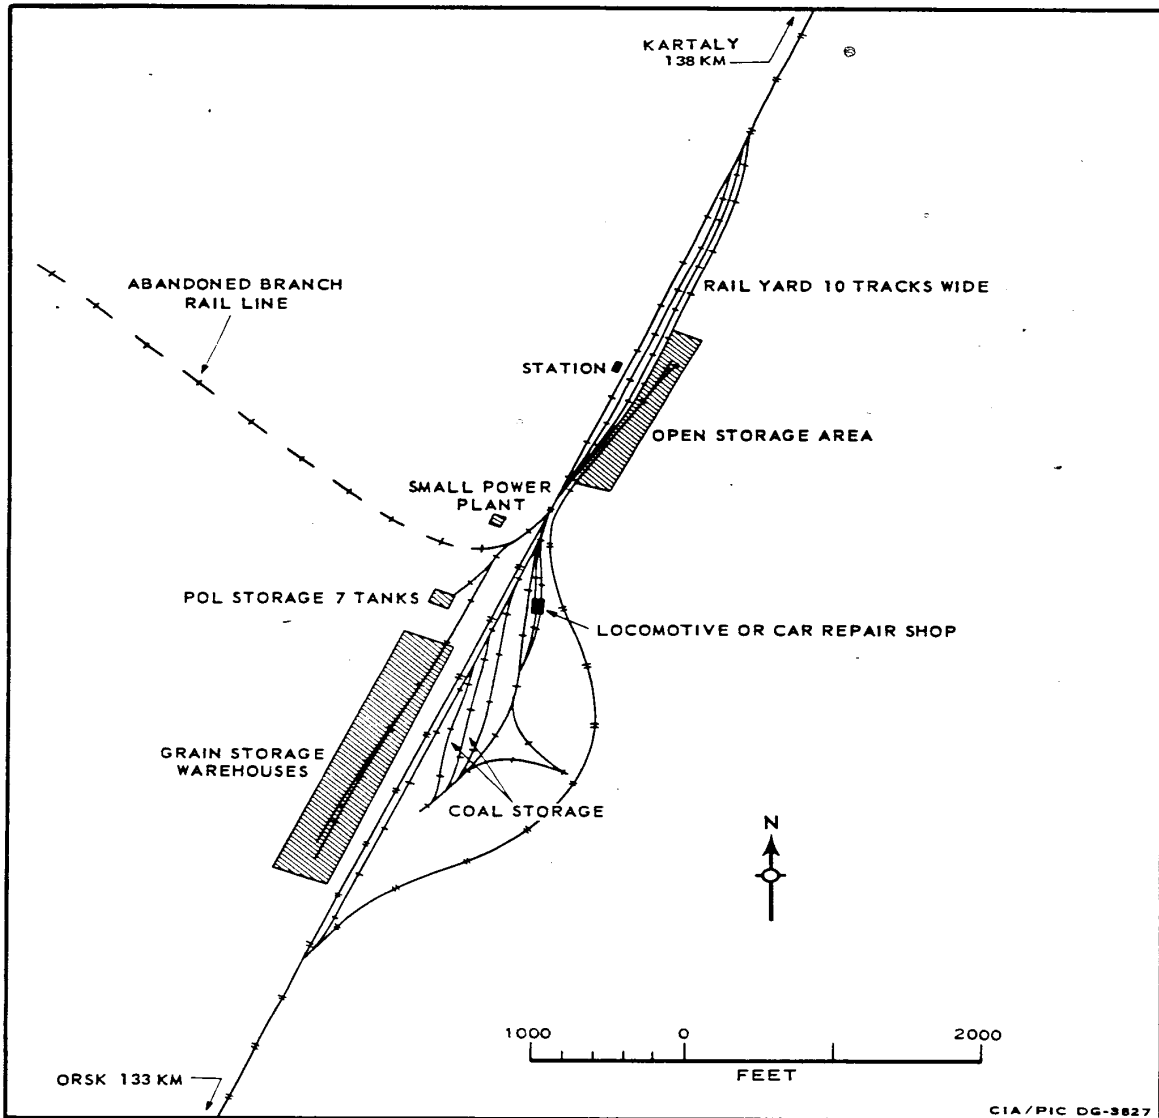 KARTALY
138 KM
ABANDONED BRANCH
RAIL LINE
RAIL YARD 10 TRACKS WIDE
STATION
OPEN STORAGE AREA
SMALL POWER
PLANT
POL STORAGE 7 TANKS
LOCOMOTIVE OR CAR REPAIR SHOP
GRAIN STORAGE
WAREHOUSES
COAL STORAGE
N
1000 0 2000
FEET
ORSK 133 KM
CIA/PIC DG-3827